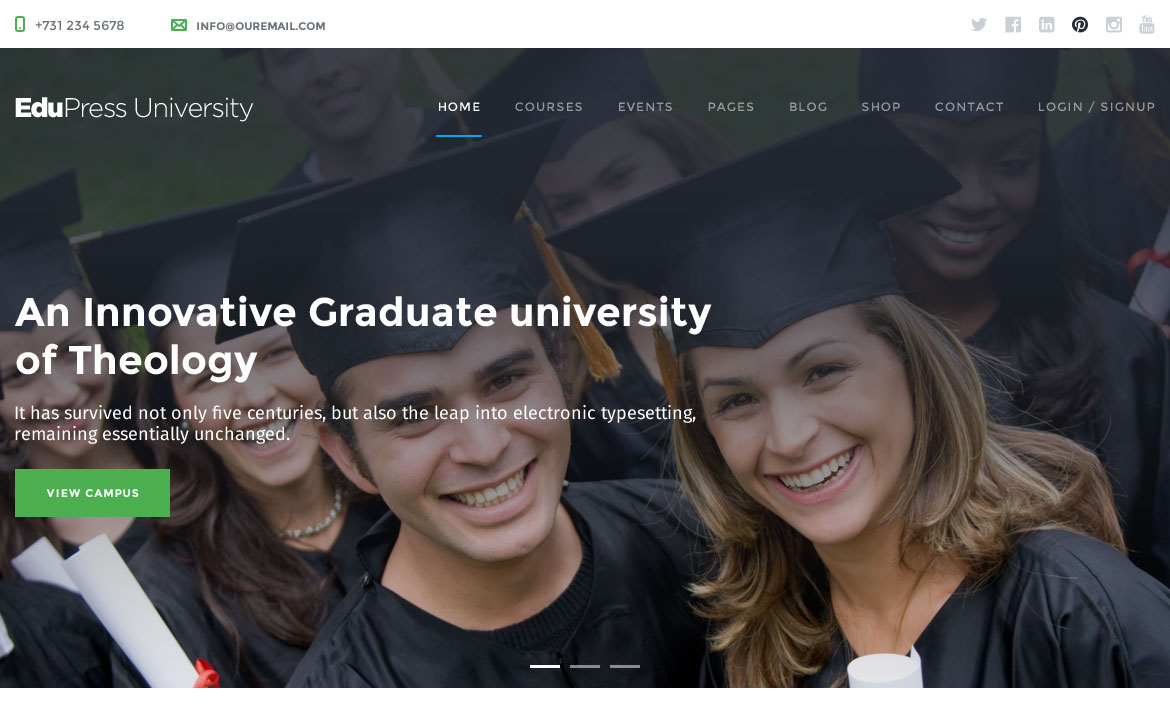 +731 234 5678
INFO@OUREMAIL.COM
EduPress University
HOME
COURSES
EVENTS
PAGES
BLOG
SHOP
CONTACT
LOGIN / SIGNUP
An Innovative Graduate university
of Theology
It has survived not only five centuries, but also the leap into electronic typesetting,
remaining essentially unchanged.
VIEW CAMPUS